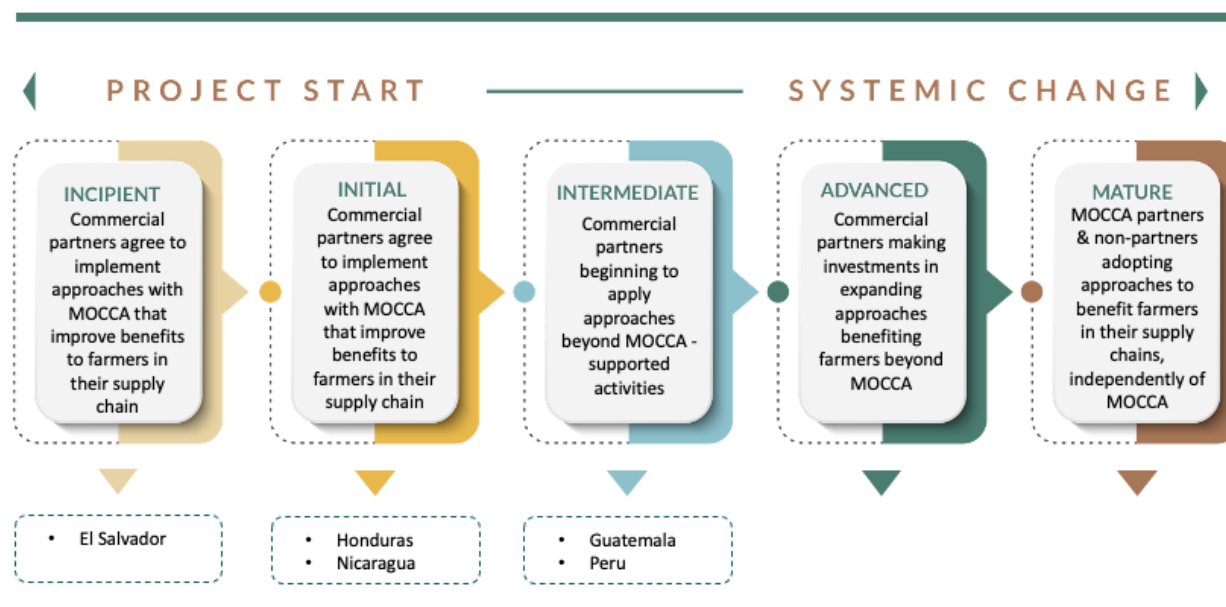 PROJECT START
SYSTEMIC CHANGE
INCIPIENT
Commercial
partners agree to
implement
approaches with
MOCCA that
improve benefits
to farmers in
their supply
chain
INITIAL
Commercial
partners agree
to implement
approaches
with MOCCA
that improve
benefits to
farmers in their
supply chain
INTERMEDIATE
Commercial
partners
beginning to
apply
approaches
beyond MOCCA -
supported
activities
ADVANCED
Commercial
partners making
investments in
expanding
approaches
benefiting
farmers beyond
MOCCA
MATURE
MOCCA partners
& non-partners
adopting
approaches to
benefit farmers
in their supply
chains,
independently of
MOCCA
• El Salvador
• Honduras
• Nicaragua
• Guatemala
• Peru